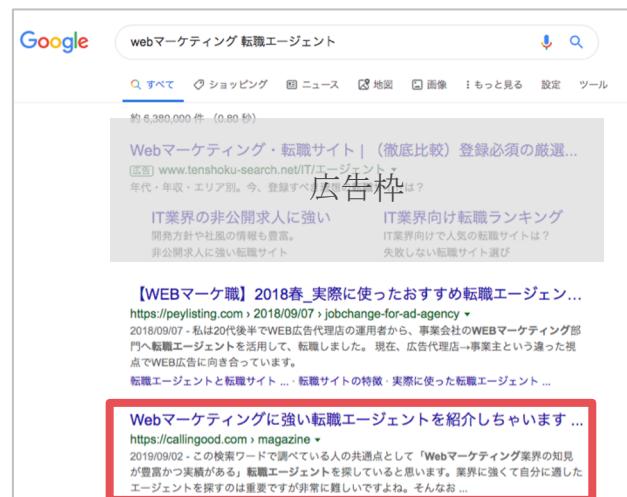 Google
webマーケティング 転職エージェント
すべて ショッピング ニュース 地図 画像 もっと見る 設定 ツール
約 6,380,000 件 (0.80 秒)
Webマーケティング・転職サイト | （徹底比較）登録必須の厳選...
広告 www.tenshoku-search.net/IT/エージェント
年代・年収・エリア別。今、登録すべき は？
広告枠
IT業界の非公開求人に強い
開発方針や社風の情報も豊富。
非公開求人に強い転職サイト
IT業界向け転職ランキング
IT業界向けで人気の転職サイトは？
失敗しない転職サイト選び
【WEBマーケ職】2018春_実際に使ったおすすめ転職エージェン...
https://peylisting.com › 2018/09/07 › jobchange-for-ad-agency
2018/09/07 - 私は20代後半でWEB広告代理店の運用者から、事業会社のWEBマーケティング部
門へ転職エージェントを活用して、転職しました。 現在、広告代理店→事業主という違った視
点でWEB広告に向き合っています。
転職エージェントと転職サイト ... · 転職サイトの特徴 · 実際に使った転職エージェント ...
Webマーケティングに強い転職エージェントを紹介しちゃいます ...
https://callingood.com › magazine
2019/09/02 - この検索ワードで調べている人の共通点として「Webマーケティング業界の知見
が豊富かつ実績がある」転職エージェントを探していると思います。業界に強くて自分に適した
エージェントを探すのは重要ですが非常に難しいですよね。そんなお ...